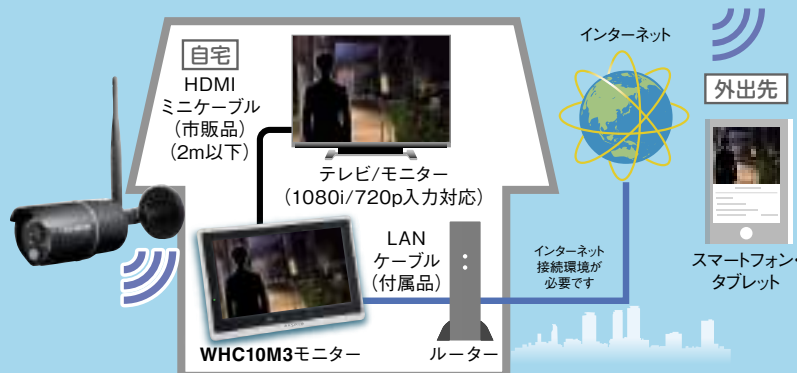 自宅
HDMI
ミニケーブル
（市販品）
（2m以下）
テレビ/モニター
（1080i/720p入力対応）
LAN
ケーブル
（付属品）
WHC10M3モニター
ルーター
インターネット
インターネット
接続環境が
必要です
外出先
スマートフォン・
タブレット